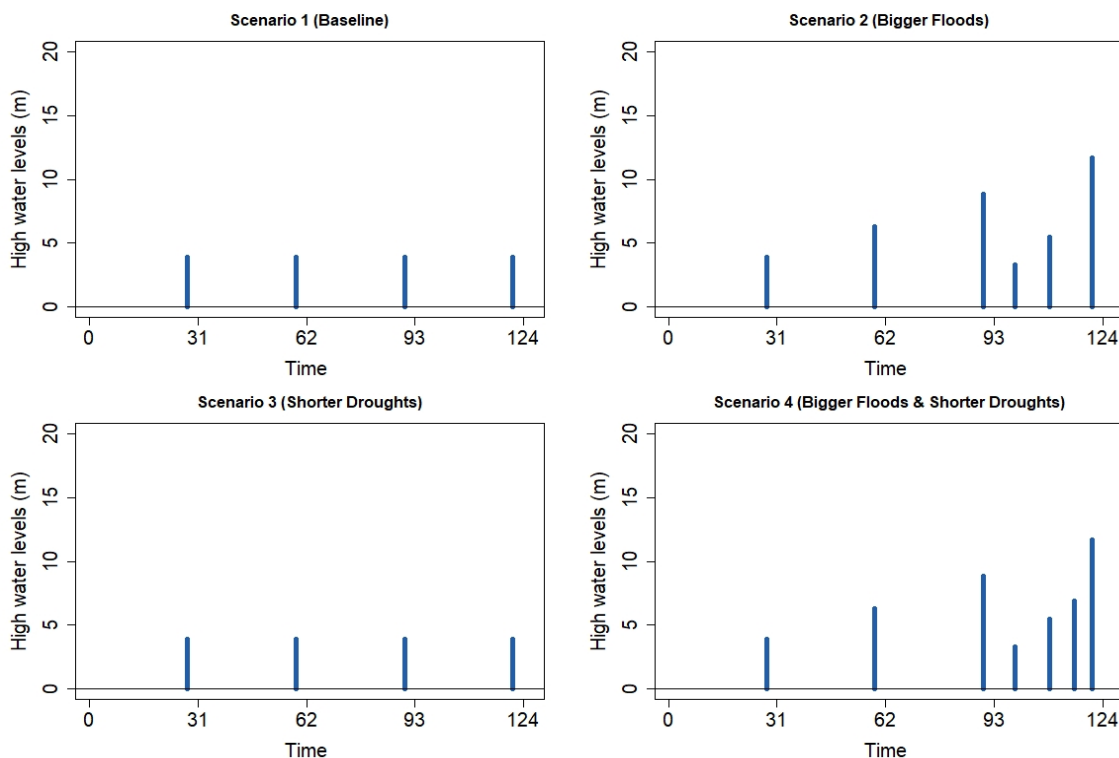 Scenario 1 (Baseline)
High water levels (m)
20
15
10
5
0
0 31 62 93 124
Time
Scenario 2 (Bigger Floods)
High water levels (m)
20
15
10
5
0
0 31 62 93 124
Time
Scenario 3 (Shorter Droughts)
High water levels (m)
20
15
10
5
0
0 31 62 93 124
Time
Scenario 4 (Bigger Floods & Shorter Droughts)
High water levels (m)
20
15
10
5
0
0 31 62 93 124
Time